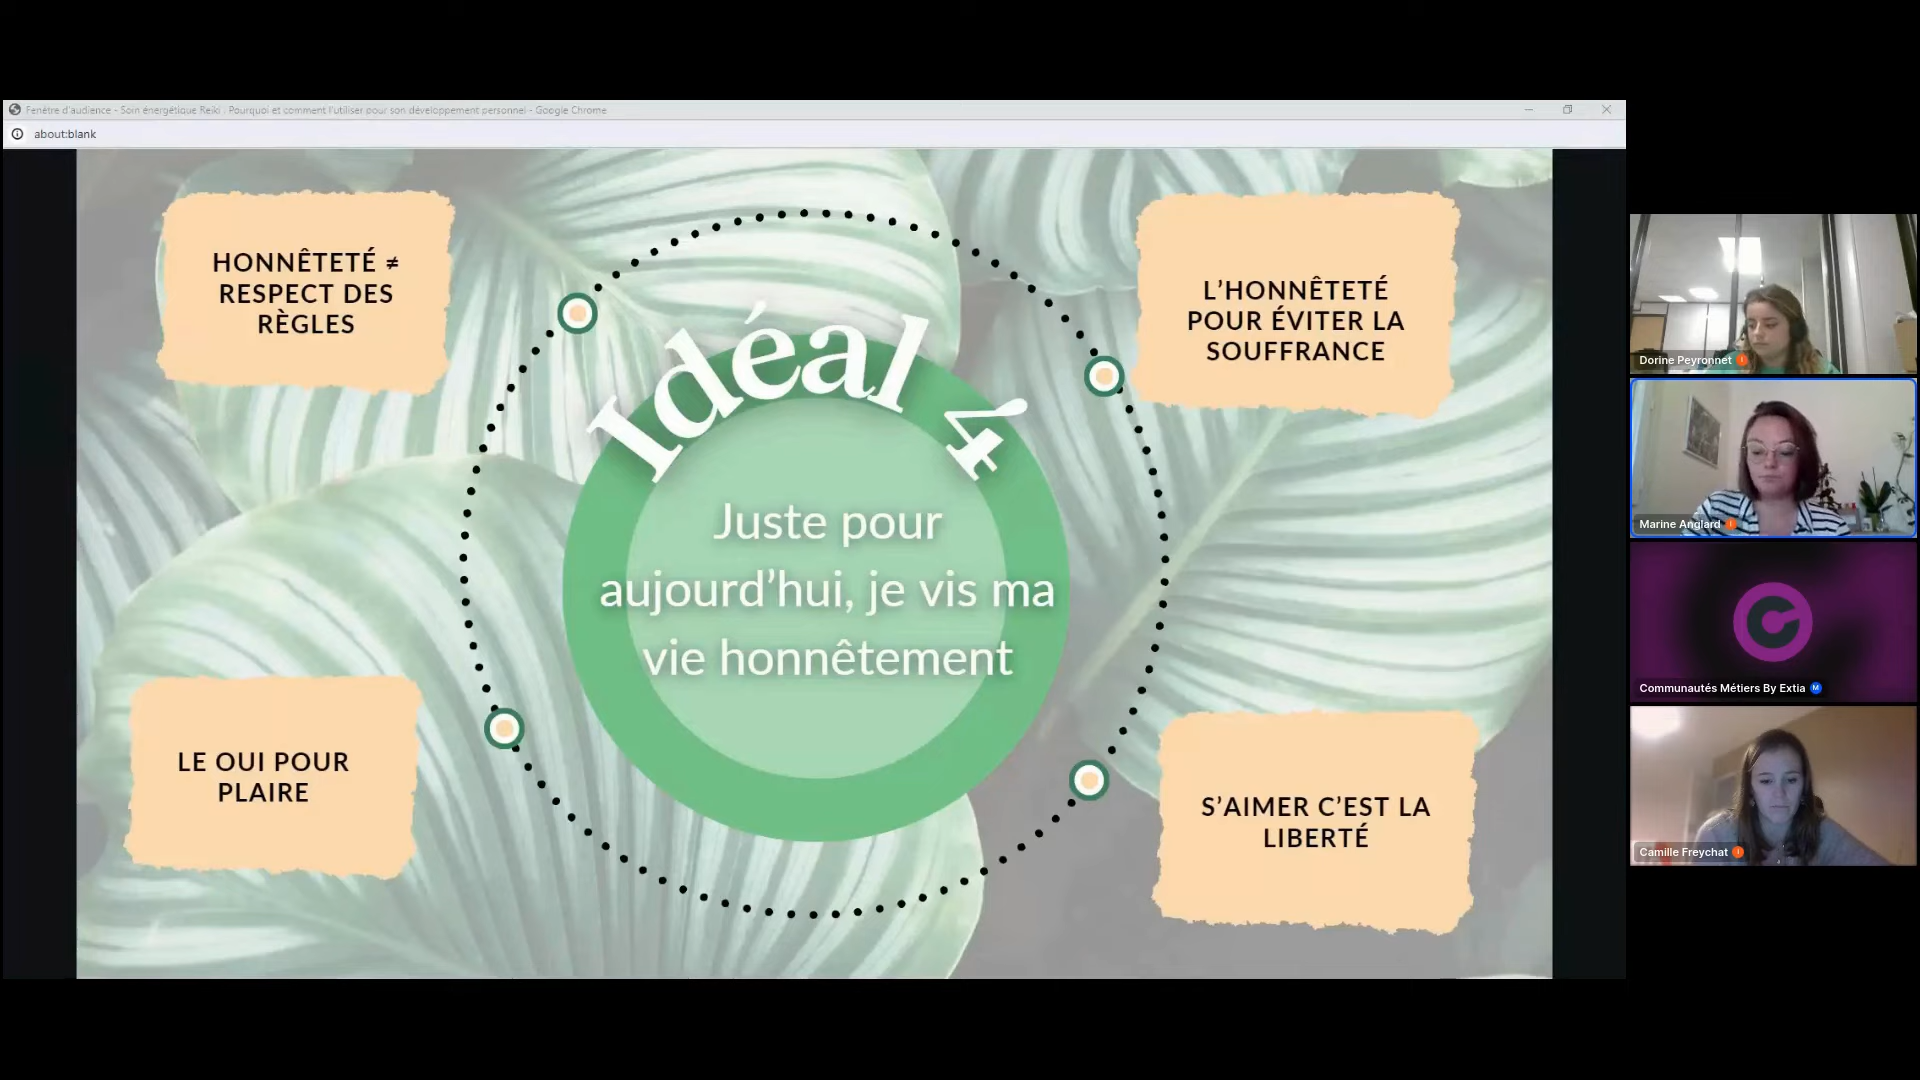 Fenêtre d'audience - Soin énergétique Reiki : Pourquoi et comment l'utiliser pour son développement personnel - Google Chrome
about:blank
HONNÊTETÉ ≠
RESPECT DES
RÈGLES
L'HONNÊTETÉ
POUR ÉVITER LA
SOUFFRANCE
Idéal 4
Juste pour
aujourd'hui, je vis ma
vie honnêtement
LE OUI POUR
PLAIRE
S'AIMER C'EST LA
LIBERTÉ
Dorine Peyronnet
Marine Anglard
Communautés Métiers By Extia M
Camille Freychat